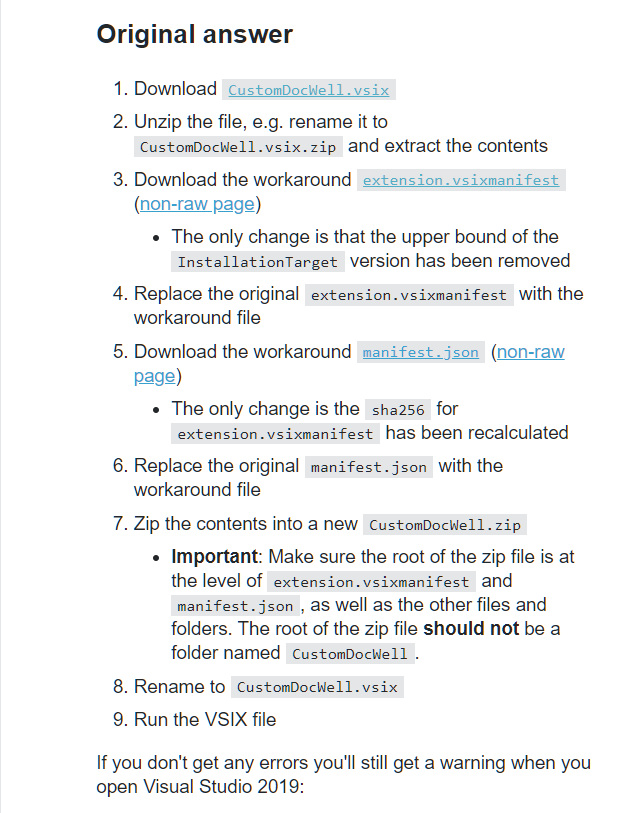 Original answer
1. Download CustomDocWell.vsix
2. Unzip the file, e.g. rename it to
CustomDocWell.vsix.zip and extract the contents
3. Download the workaround extension.vsixmanifest
(non-raw page)
• The only change is that the upper bound of the
InstallationTarget version has been removed
4. Replace the original extension.vsixmanifest with the
workaround file
5. Download the workaround manifest.json (non-raw
page)
• The only change is the sha256 for
extension.vsixmanifest has been recalculated
6. Replace the original manifest.json with the
workaround file
7. Zip the contents into a new CustomDocWell.zip
• Important: Make sure the root of the zip file is at
the level of extension.vsixmanifest and
manifest.json, as well as the other files and
folders. The root of the zip file should not be a
folder named CustomDocWell.
8. Rename to CustomDocWell.vsix
9. Run the VSIX file
If you don't get any errors you'll still get a warning when you
open Visual Studio 2019: